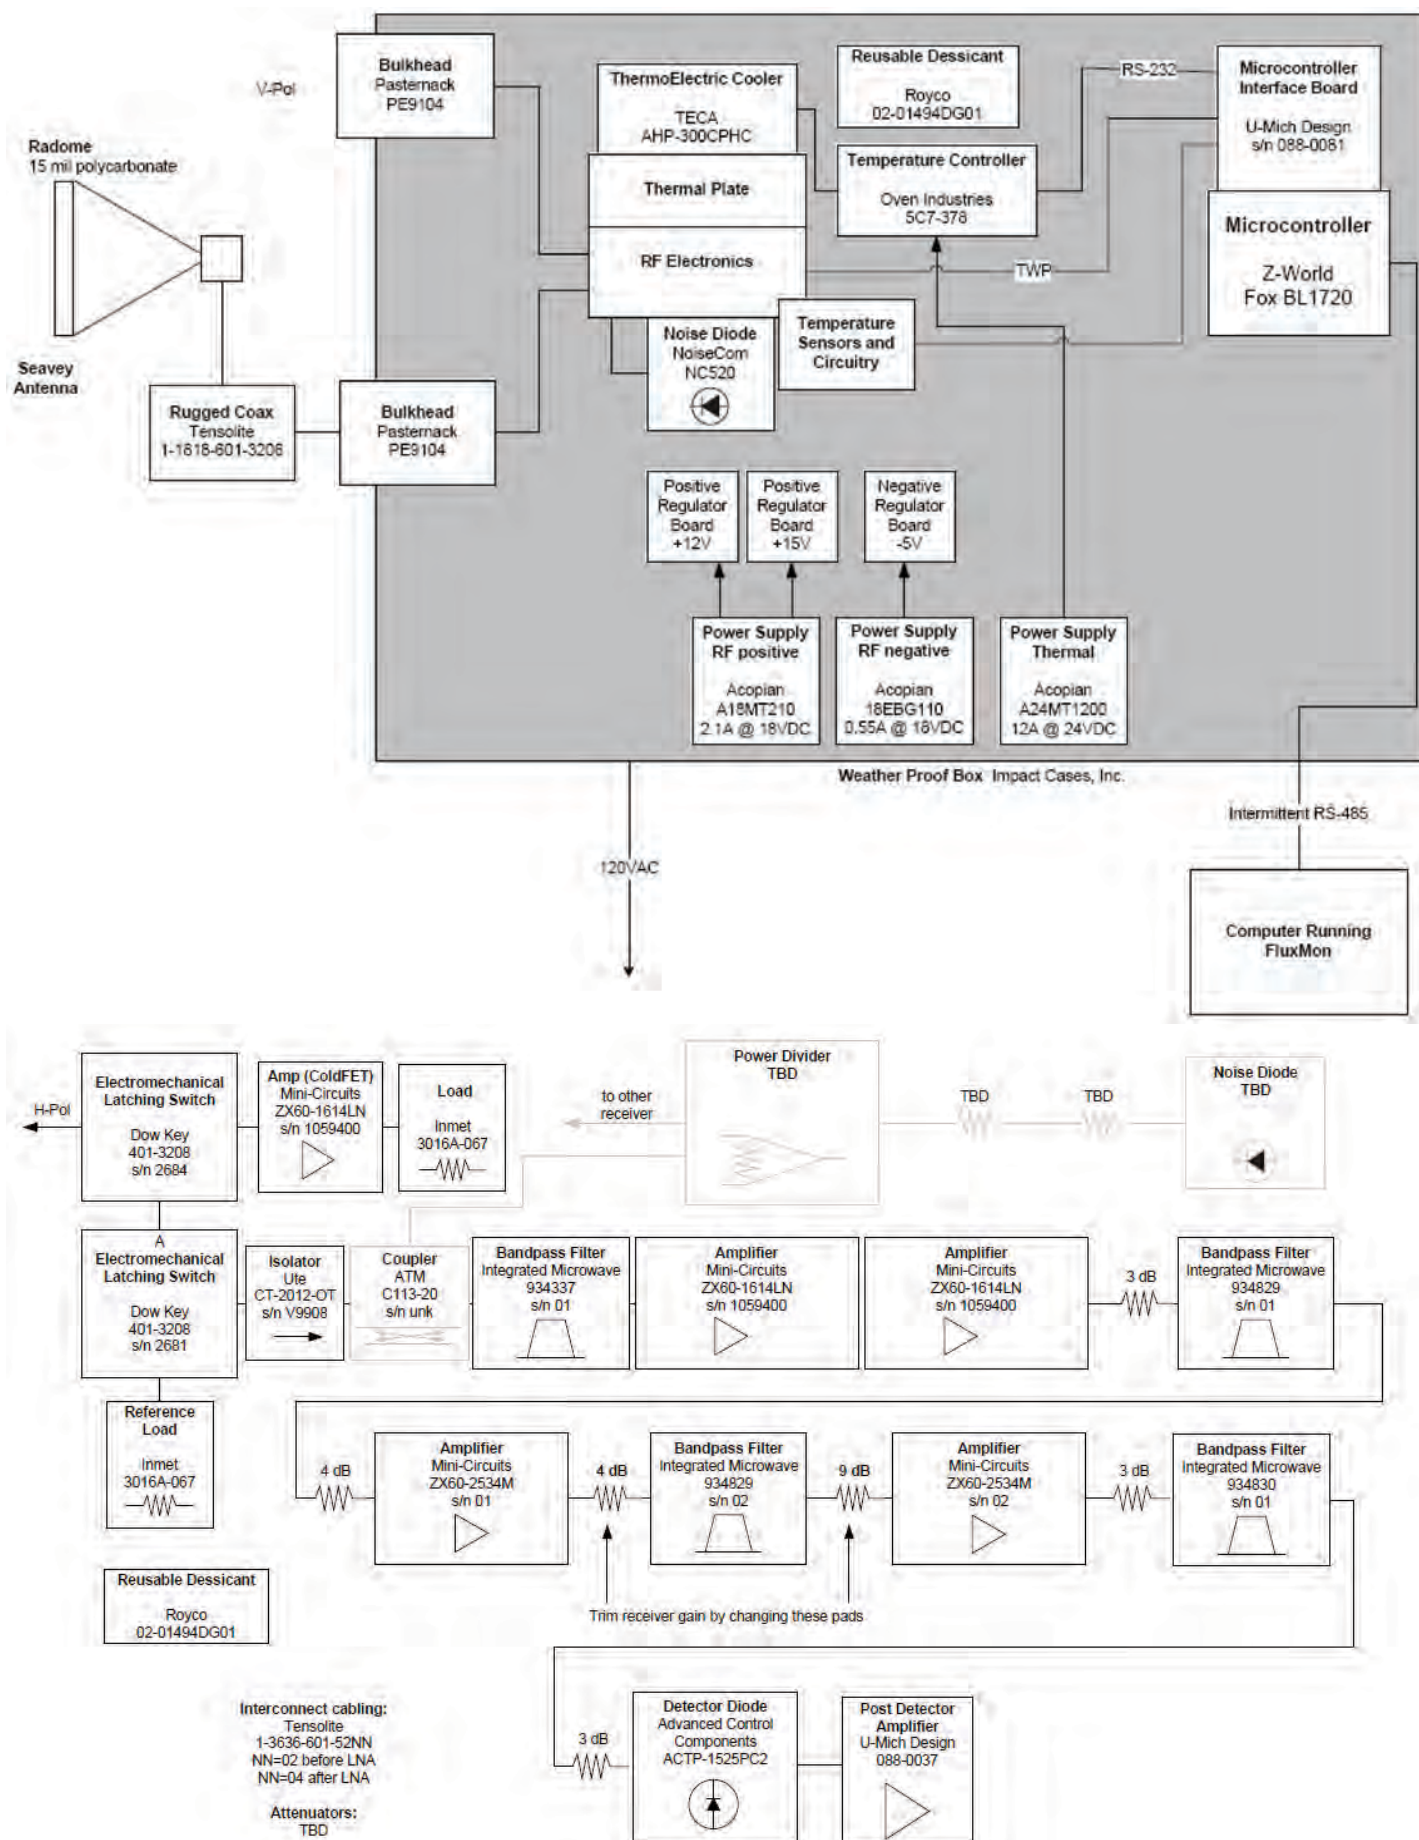 V-Pol
Bulkhead
Pasternack
PE9104
ThermoElectric Cooler
TECA
AHP-300CPHC
Reusable Dessicant
Royco
02-01494DG01
RS-232
Microcontroller
Interface Board
U-Mich Design
s/n 088-0081
Radome
15 mil polycarbonate
Thermal Plate
Temperature Controller
Oven Industries
5C7-378
RF Electronics
TWP
Microcontroller
Z-World
Fox BL1720
Seavey
Antenna
Noise Diode
NoiseCom
NC520
Temperature
Sensors and
Circuitry
Rugged Coax
Tensolite
1-1818-601-3206
Bulkhead
Pasternack
PE9104
Positive
Regulator
Board
+12V
Positive
Regulator
Board
+15V
Negative
Regulator
Board
-5V
Power Supply
RF positive
Acopian
A18MT210
2.1A @ 18VDC
Power Supply
RF negative
Acopian
18EBG110
0.55A @ 18VDC
Power Supply
Thermal
Acopian
A24MT1200
12A @ 24VDC
Weather Proof Box Impact Cases, Inc.
Intermittent RS-485
120VAC
Computer Running
FluxMon
H-Pol
Electromechanical
Latching Switch
Dow Key
401-3208
s/n 2684
Amp (ColdFET)
Mini-Circuits
ZX60-1614LN
s/n 1059400
Load
Inmet
3016A-067
to other
receiver
Power Divider
TBD
TBD
TBD
Noise Diode
TBD
A
Electromechanical
Latching Switch
Dow Key
401-3208
s/n 2681
Isolator
Ute
CT-2012-OT
s/n V9908
Coupler
ATM
C113-20
s/n unk
Bandpass Filter
Integrated Microwave
934337
s/n 01
Amplifier
Mini-Circuits
ZX60-1614LN
s/n 1059400
Amplifier
Mini-Circuits
ZX60-1614LN
s/n 1059400
3 dB
Bandpass Filter
Integrated Microwave
934829
s/n 01
Reference
Load
Inmet
3016A-067
4 dB
Amplifier
Mini-Circuits
ZX60-2534M
s/n 01
4 dB
Bandpass Filter
Integrated Microwave
934829
s/n 02
9 dB
Amplifier
Mini-Circuits
ZX60-2534M
s/n 02
3 dB
Bandpass Filter
Integrated Microwave
934830
s/n 01
Reusable Dessicant
Royco
02-01494DG01
Trim receiver gain by changing these pads
Interconnect cabling:
Tensolite
1-3636-601-52NN
NN=02 before LNA
NN=04 after LNA
Attenuators:
TBD
3 dB
Detector Diode
Advanced Control
Components
ACTP-1525PC2
Post Detector
Amplifier
U-Mich Design
088-0037